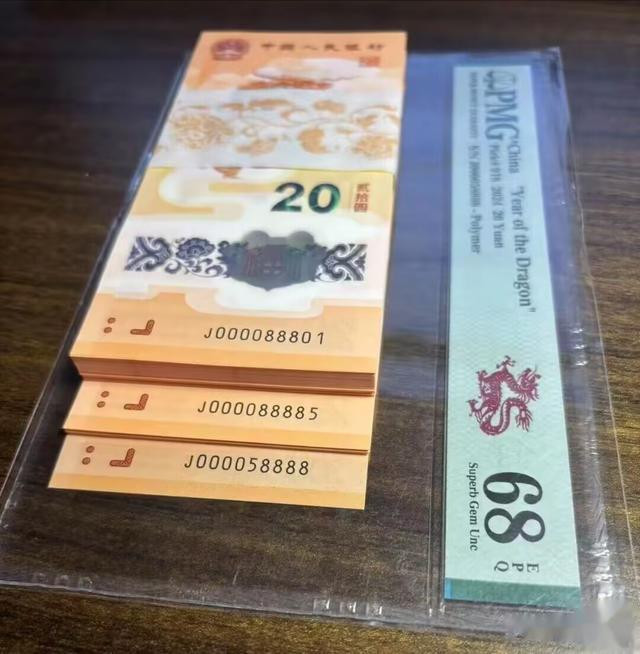 中国人民银行
20
贰拾圆
J000088801
J000088885
J000058888
PMG
China "Year of the Dragon"
2024 20 Yuan
Polymer
68
EPQ
Superb Gem Unc